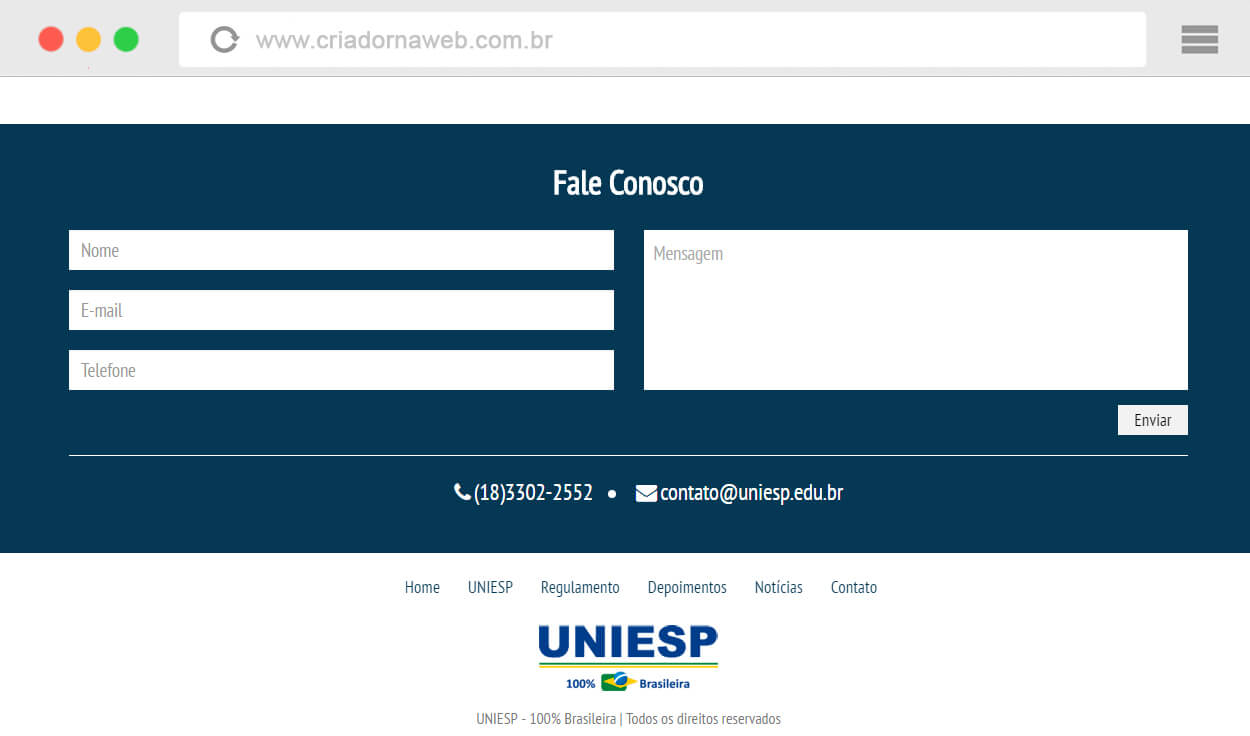 www.criadornaweb.com.br
Fale Conosco
Nome
Mensagem
E-mail
Telefone
Enviar
(18)3302-2552 • contato@uniesp.edu.br
Home UNIESP Regulamento Depoimentos Notícias Contato
UNIESP
100% Brasileira
UNIESP - 100% Brasileira | Todos os direitos reservados